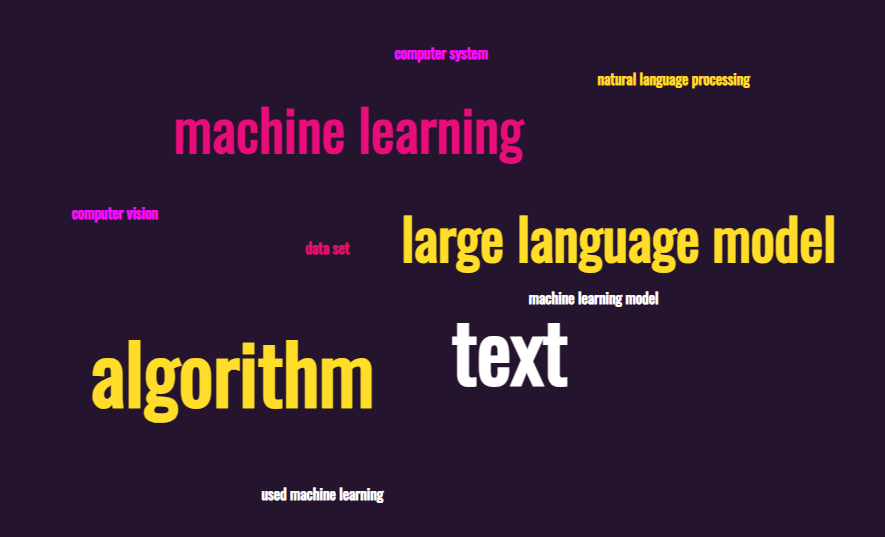 computer system
natural language processing
machine learning
computer vision
data set
large language model
machine learning model
text
algorithm
used machine learning